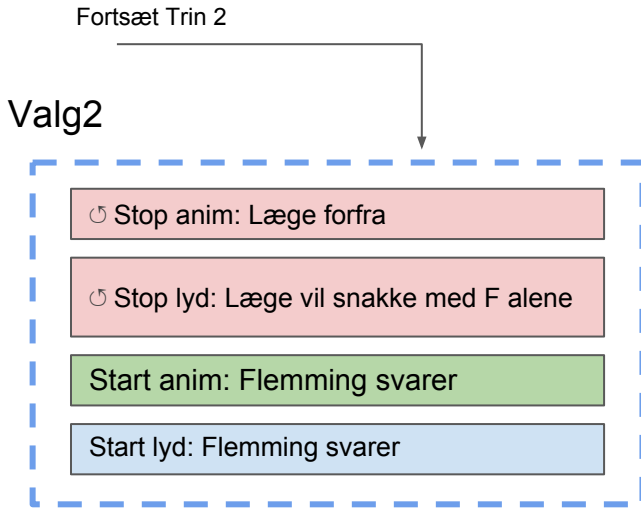 Fortsæt Trin 2
Valg2
↺ Stop anim: Læge forfra
↺ Stop lyd: Læge vil snakke med F alene
Start anim: Flemming svarer
Start lyd: Flemming svarer